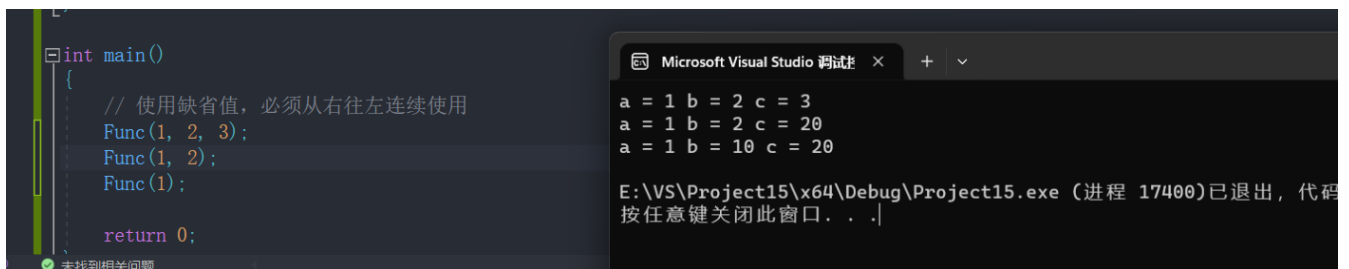 int main()
{
// 使用缺省值，必须从右往左连续使用
Func(1, 2, 3);
Func(1, 2);
Func(1);
return 0;
未找到相关问题
Microsoft Visual Studio 调试
a = 1 b = 2 c = 3
a = 1 b = 2 c = 20
a = 1 b = 10 c = 20
E:\VS\Project15\x64\Debug\Project15.exe (进程 17400)已退出，代码
按任意键关闭此窗口. . .